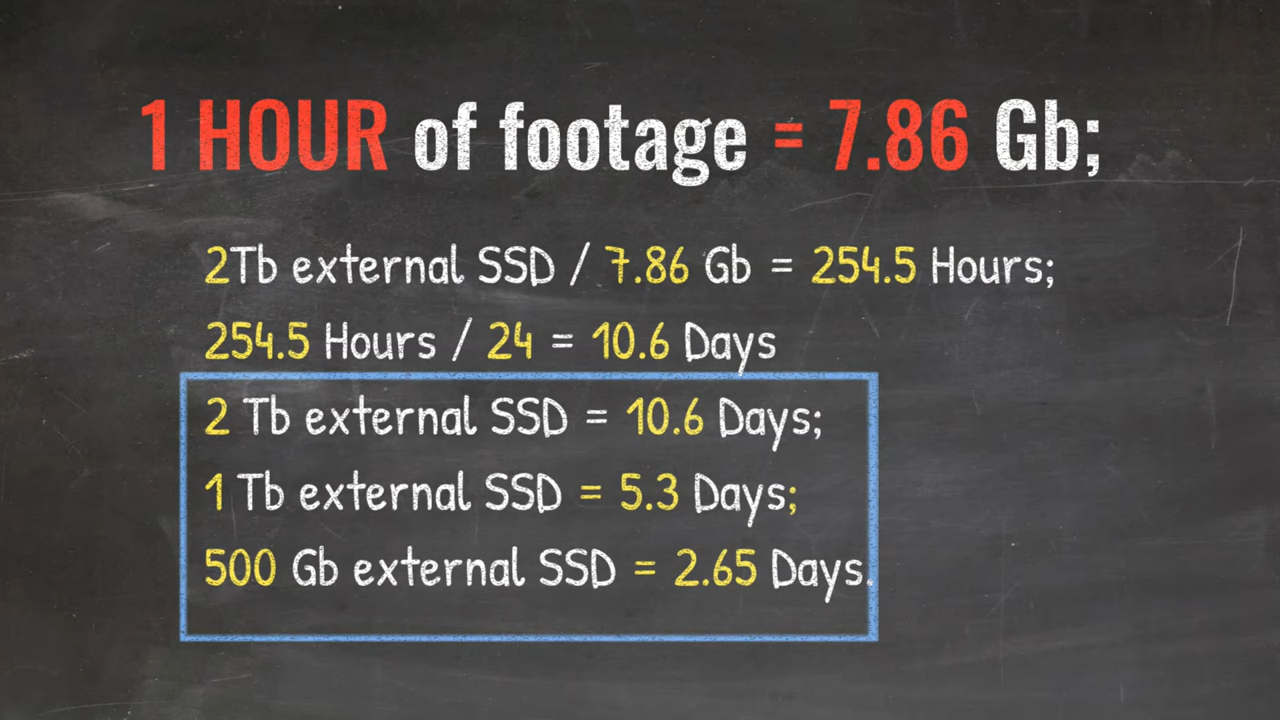 1 HOUR of footage = 7.86 Gb;
2Tb external SSD / 7.86 Gb = 254.5 Hours;
254.5 Hours / 24 = 10.6 Days
2 Tb external SSD = 10.6 Days;
1 Tb external SSD = 5.3 Days;
500 Gb external SSD = 2.65 Days.